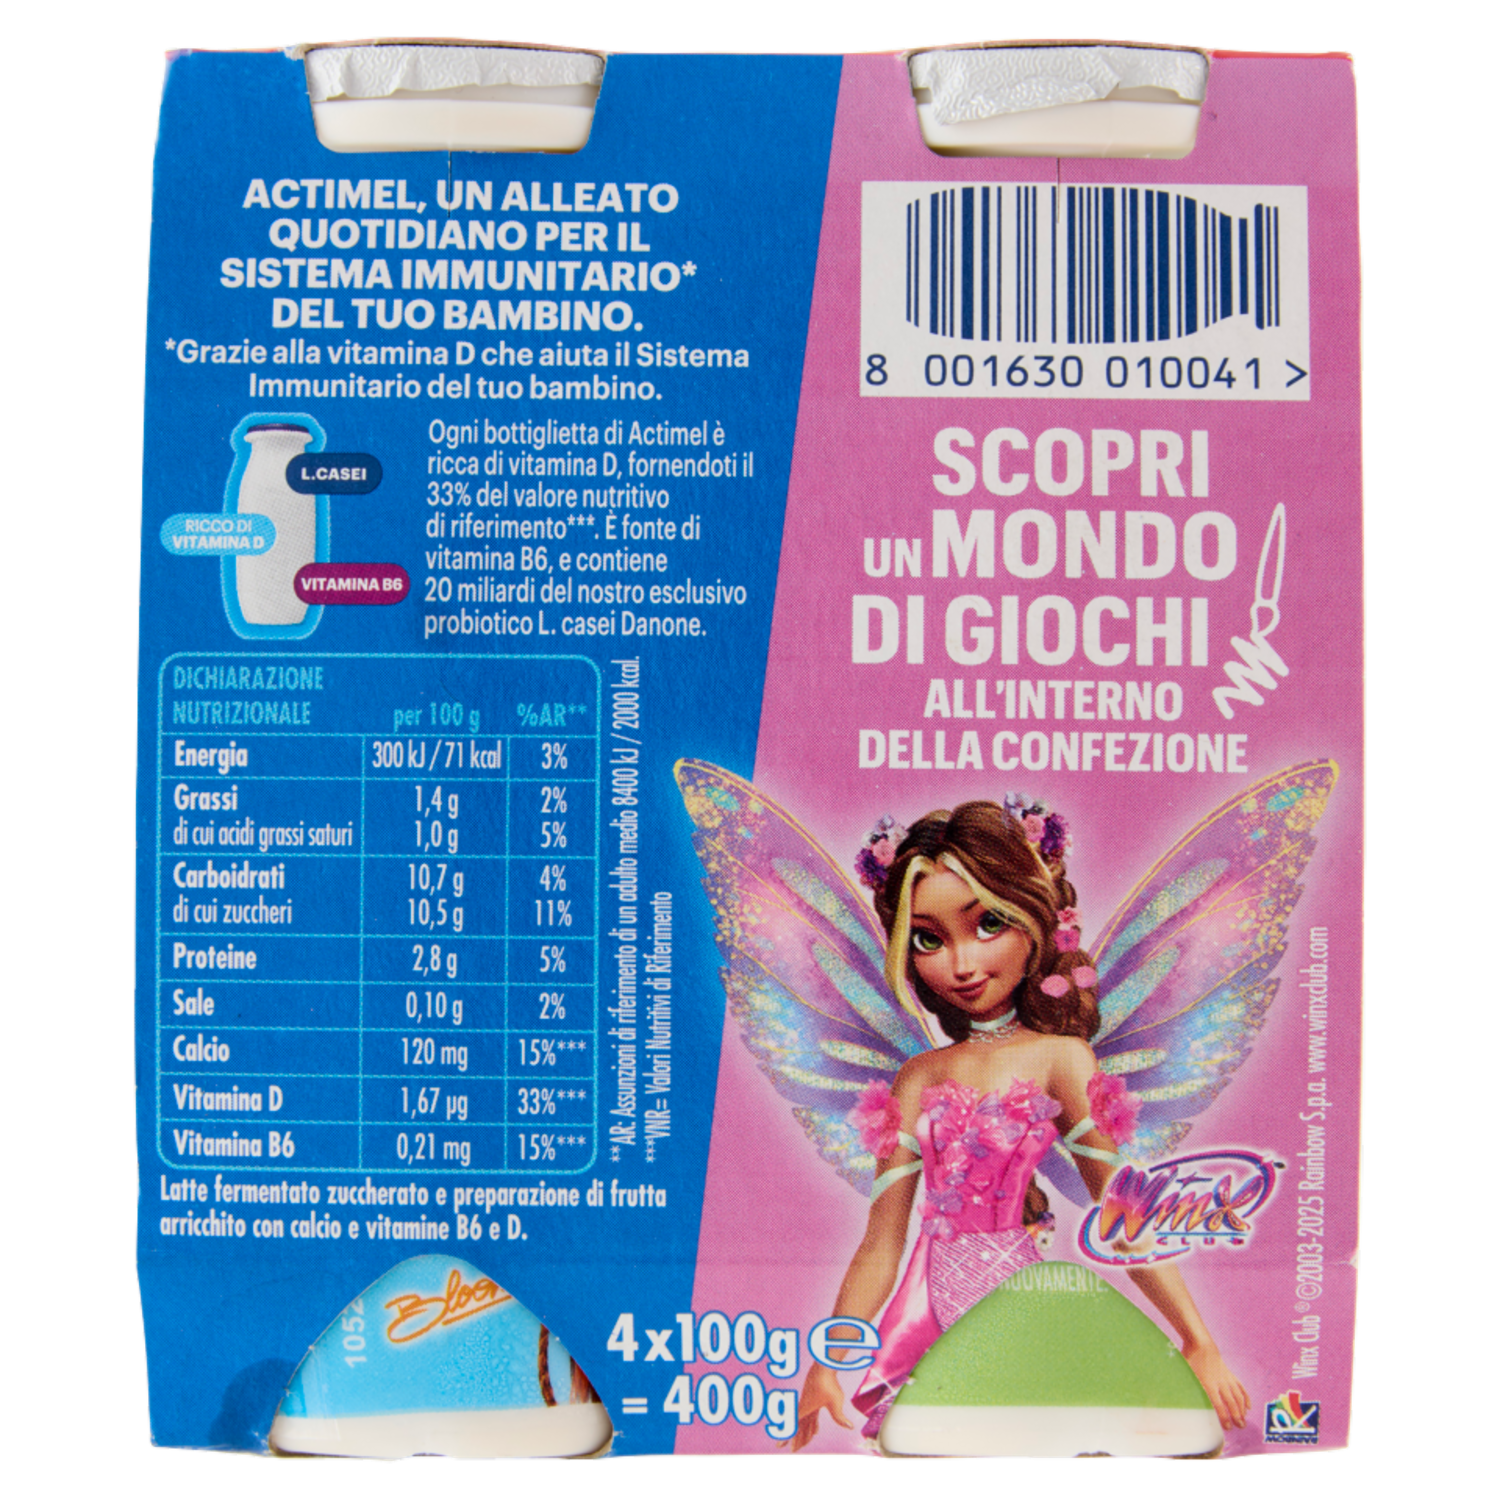 ACTIMEL, UN ALLEATO
QUOTIDIANO PER IL
SISTEMA IMMUNITARIO*
DEL TUO BAMBINO.
*Grazie alla vitamina D che aiuta il Sistema
Immunitario del tuo bambino.
L.CASEI
RICCO DI
VITAMINA D
VITAMINA B6
Ogni bottiglietta di Actimel è
ricca di vitamina D, fornendoti il
33% del valore nutritivo
di riferimento***. È fonte di
vitamina B6, e contiene
20 miliardi del nostro esclusivo
probiotico L. casei Danone.
DICHIARAZIONE
NUTRIZIONALE per 100 g %AR**
Energia 300 kJ / 71 kcal 3%
Grassi 1,4 g 2%
di cui acidi grassi saturi 1,0 g 5%
Carboidrati 10,7 g 4%
di cui zuccheri 10,5 g 11%
Proteine 2,8 g 5%
Sale 0,10 g 2%
Calcio 120 mg 15%***
Vitamina D 1,67 µg 33%***
Vitamina B6 0,21 mg 15%***
**AR: Assunzioni di riferimento di un adulto medio 8400 kJ / 2000 kcal.
***VNR= Valori Nutritivi di Riferimento
Latte fermentato zuccherato e preparazione di frutta
arricchito con calcio e vitamine B6 e D.
1052
Bloom
4x100g e
= 400g
8 001630 010041 >
SCOPRI
UN MONDO
DI GIOCHI
ALL'INTERNO
DELLA CONFEZIONE
WINX
CLUB
NUOVAMENTE.
Winx Club ®©2003-2025 Rainbow S.p.a. www.winxclub.com